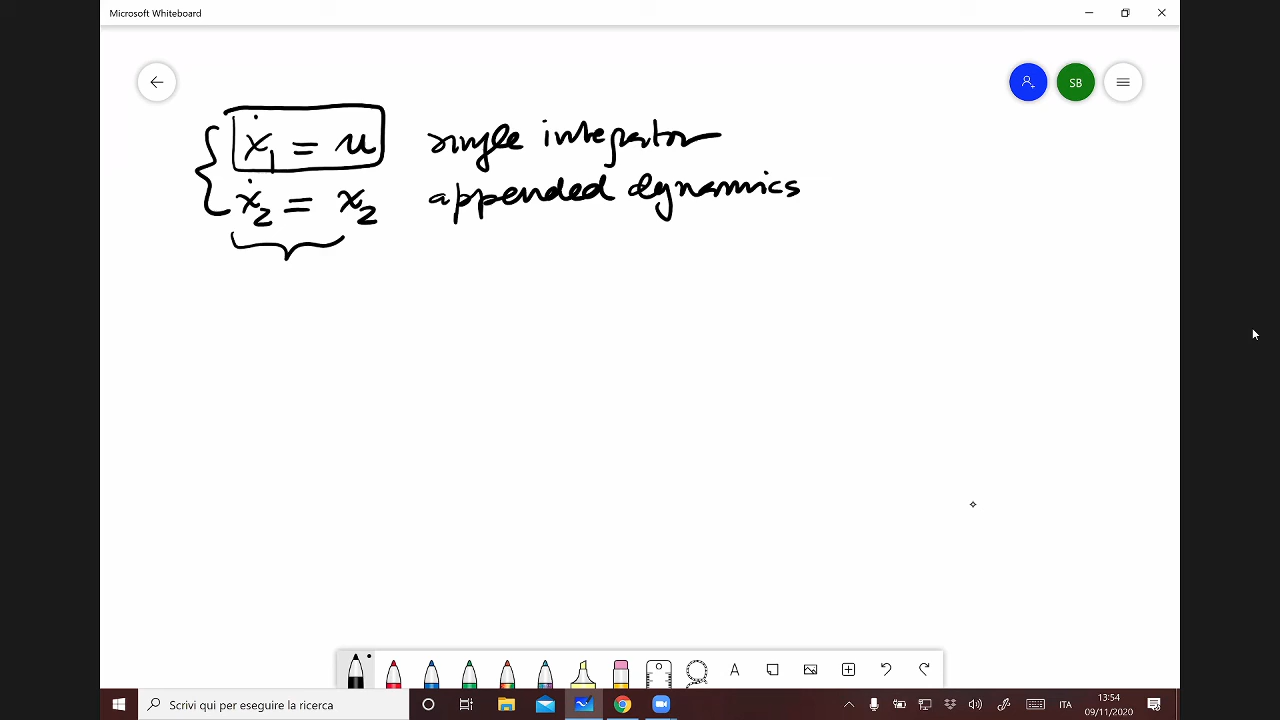 Microsoft Whiteboard
SB
ẋ₁ = u single integrator
ẋ₂ = x₂ appended dynamics
A
Scrivi qui per eseguire la ricerca
ITA
13:54
09/11/2020